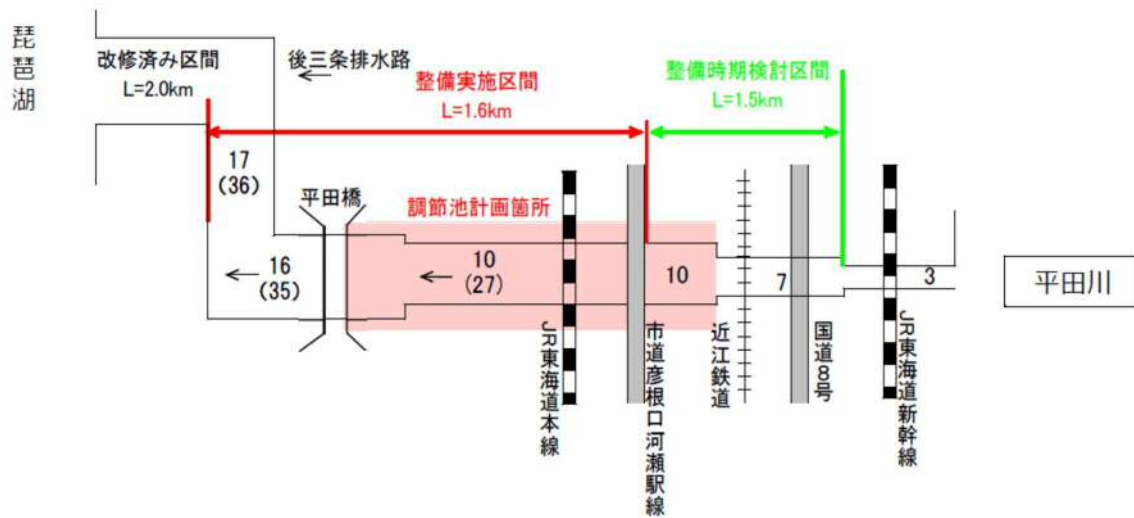 琵琶湖
改修済み区間
L=2.0km
後三条排水路
←
整備実施区間
L=1.6km
整備時期検討区間
L=1.5km
17
(36)
平田橋
調節池計画箇所
←
16
(35)
←
10
(27)
10
7
3
平田川
JR東海道本線
市道彦根口河瀬駅線
近江鉄道
国道8号
JR東海道新幹線